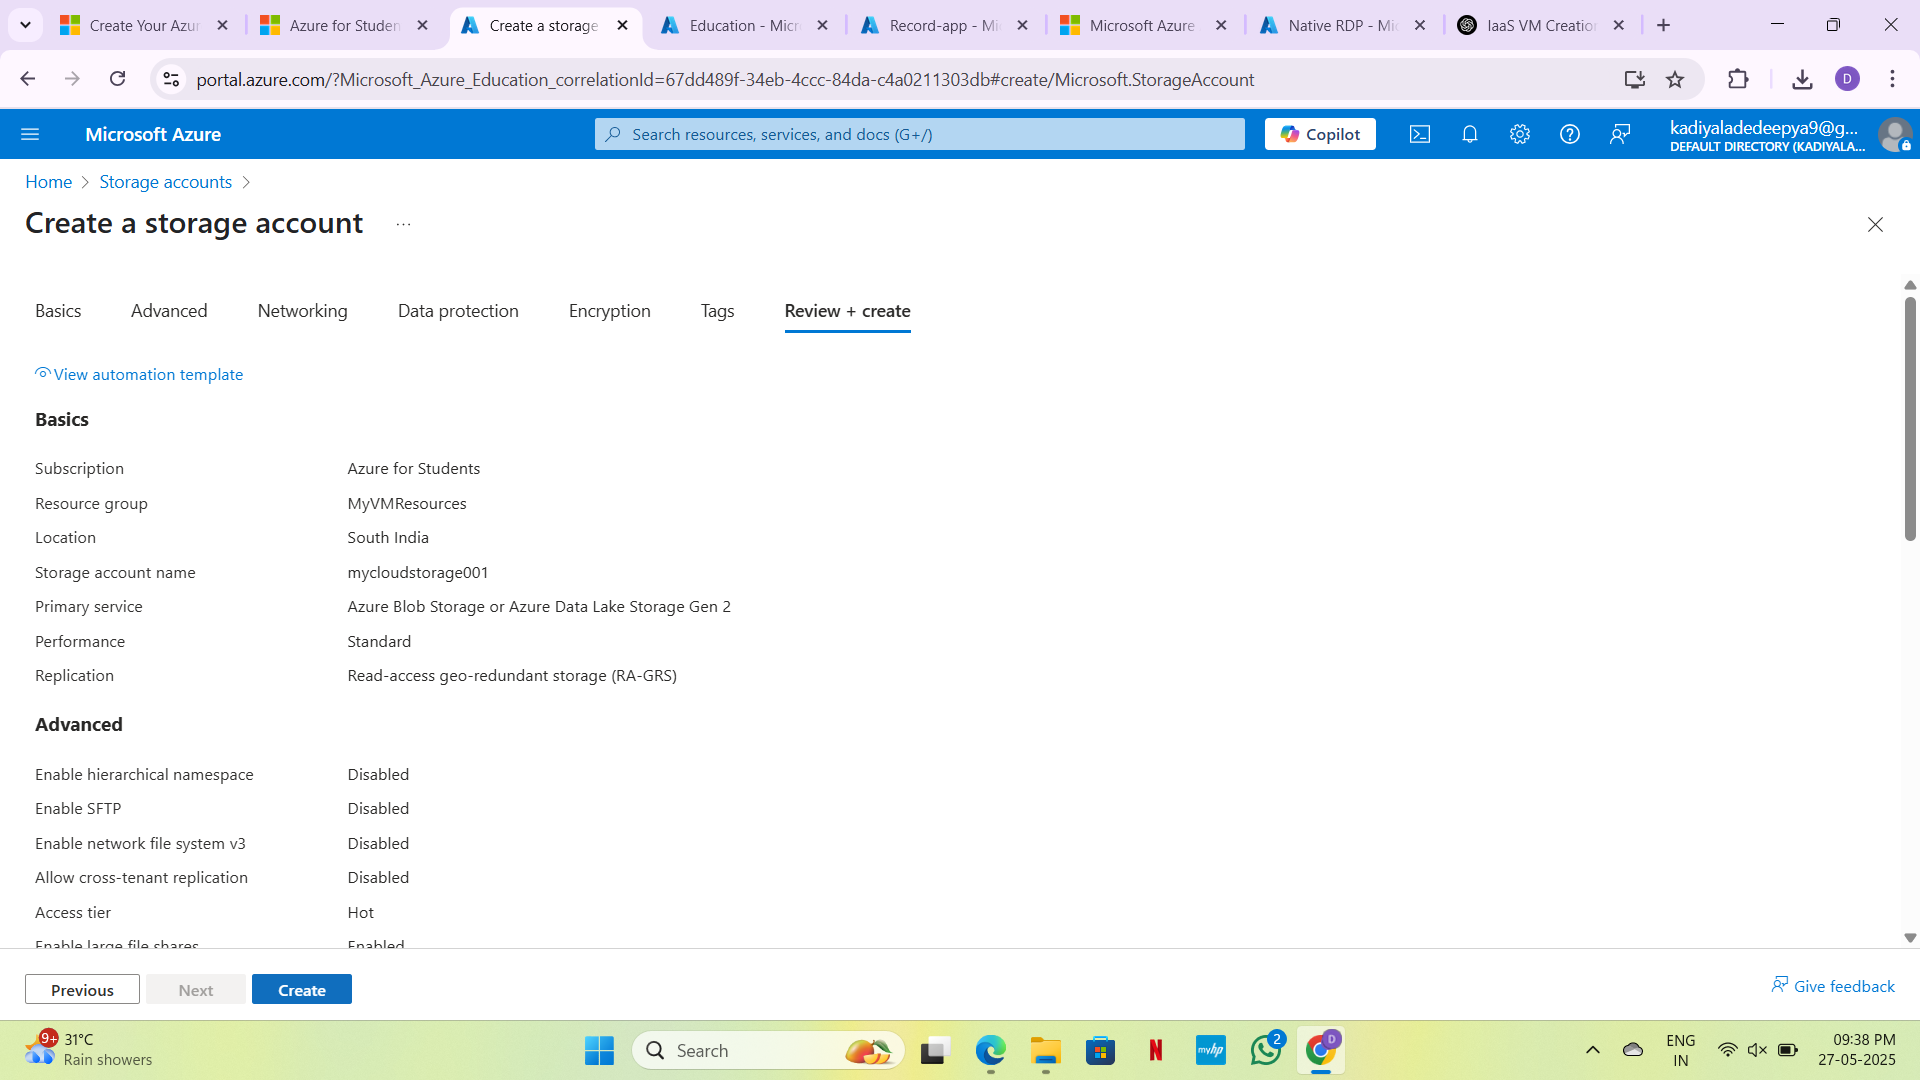 Create Your Azur
Azure for Studen
Create a storage
Education - Micr
Record-app - Mi
Microsoft Azure
Native RDP - Mi
IaaS VM Creation
portal.azure.com/?Microsoft_Azure_Education_correlationId=67dd489f-34eb-4ccc-84da-c4a0211303db#create/Microsoft.StorageAccount
D
Microsoft Azure
Search resources, services, and docs (G+/)
Copilot
kadiyaladedeepya9@g...
DEFAULT DIRECTORY (KADIYALA...
Home
Storage accounts
Create a storage account
...
Basics
Advanced
Networking
Data protection
Encryption
Tags
Review + create
View automation template
Basics
Subscription Azure for Students
Resource group MyVMResources
Location South India
Storage account name mycloudstorage001
Primary service Azure Blob Storage or Azure Data Lake Storage Gen 2
Performance Standard
Replication Read-access geo-redundant storage (RA-GRS)
Advanced
Enable hierarchical namespace Disabled
Enable SFTP Disabled
Enable network file system v3 Disabled
Allow cross-tenant replication Disabled
Access tier Hot
Enable large file shares Enabled
Previous
Next
Create
Give feedback
9+
31°C
Rain showers
Search
N
myhp
2
D
ENG
IN
09:38 PM
27-05-2025